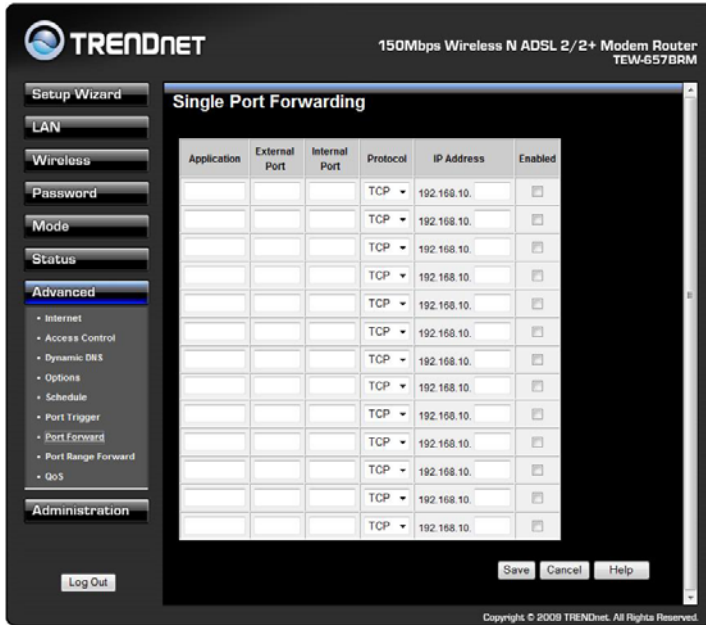 TRENDNET
150Mbps Wireless N ADSL 2/2+ Modem Router
TEW-657BRM
Setup Wizard
LAN
Wireless
Password
Mode
Status
Advanced
• Internet
• Access Control
• Dynamic DNS
• Options
• Schedule
• Port Trigger
• Port Forward
• Port Range Forward
• QoS
Administration
Log Out
Single Port Forwarding
Application External Port Internal Port Protocol IP Address Enabled
TCP 192.168.10.
TCP 192.168.10.
TCP 192.168.10.
TCP 192.168.10.
TCP 192.168.10.
TCP 192.168.10.
TCP 192.168.10.
TCP 192.168.10.
TCP 192.168.10.
TCP 192.168.10.
TCP 192.168.10.
TCP 192.168.10.
TCP 192.168.10.
Save Cancel Help
Copyright © 2009 TRENDnet. All Rights Reserved.